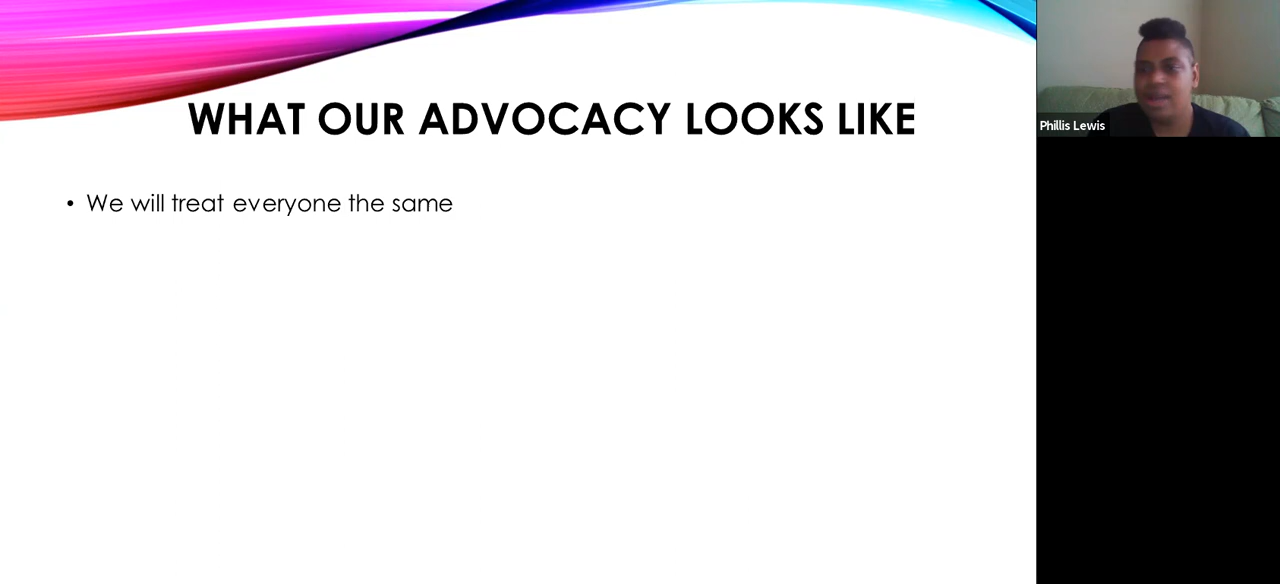 WHAT OUR ADVOCACY LOOKS LIKE
• We will treat everyone the same
Phillis Lewis